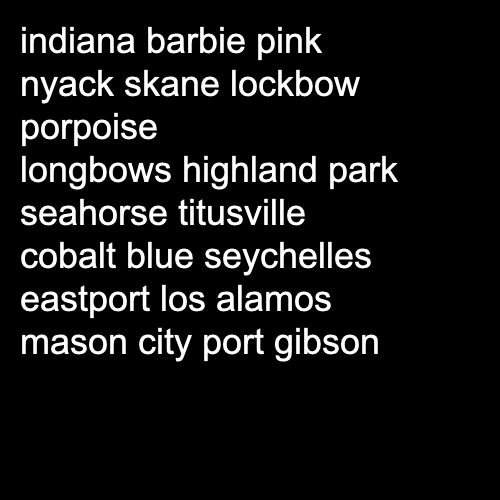 indiana barbie pink
nyack skane lockbow
porpoise
longbows highland park
seahorse titusville
cobalt blue seychelles
eastport los alamos
mason city port gibson